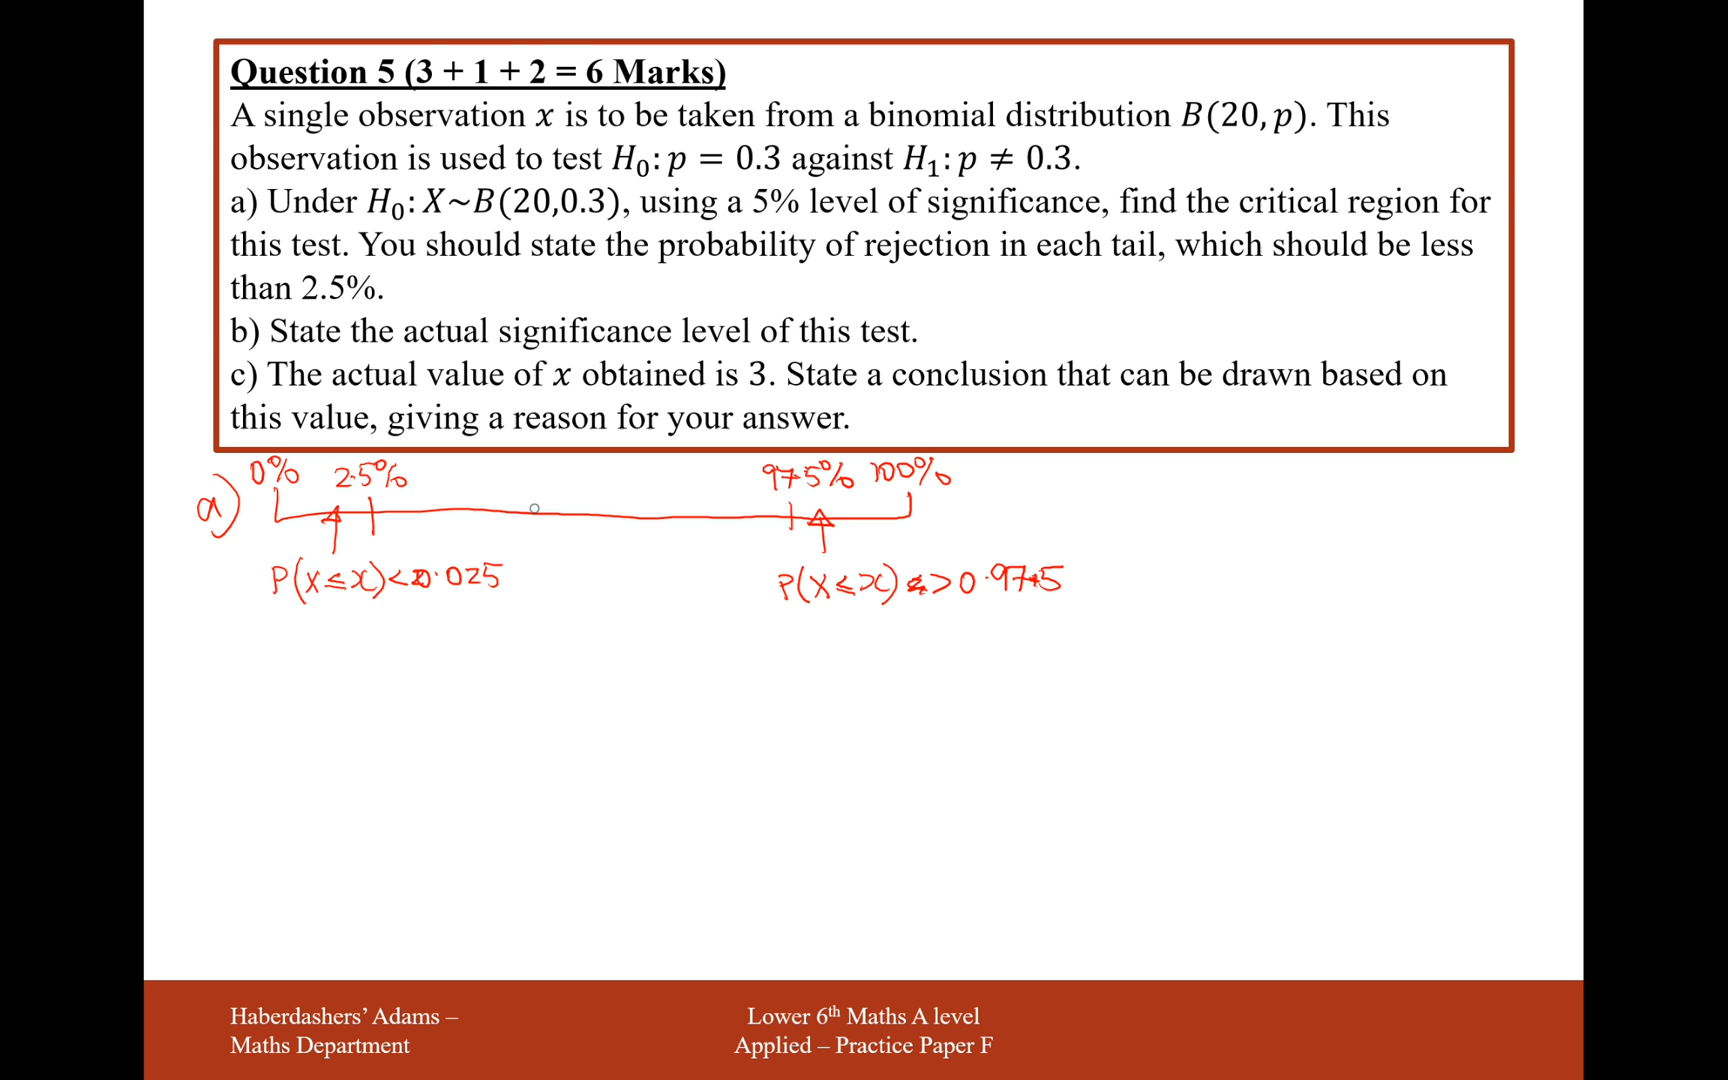 Question 5 (3 + 1 + 2 = 6 Marks)
A single observation x is to be taken from a binomial distribution B(20, p). This
observation is used to test H₀: p = 0.3 against H₁: p ≠ 0.3.
a) Under H₀: X~B(20,0.3), using a 5% level of significance, find the critical region for
this test. You should state the probability of rejection in each tail, which should be less
than 2.5%.
b) State the actual significance level of this test.
c) The actual value of x obtained is 3. State a conclusion that can be drawn based on
this value, giving a reason for your answer.
a) 0% 2.5% 97.5% 100%
P(X≤x)<0.025 P(X≤x)>0.975
Haberdashers' Adams –
Maths Department
Lower 6th Maths A level
Applied – Practice Paper F